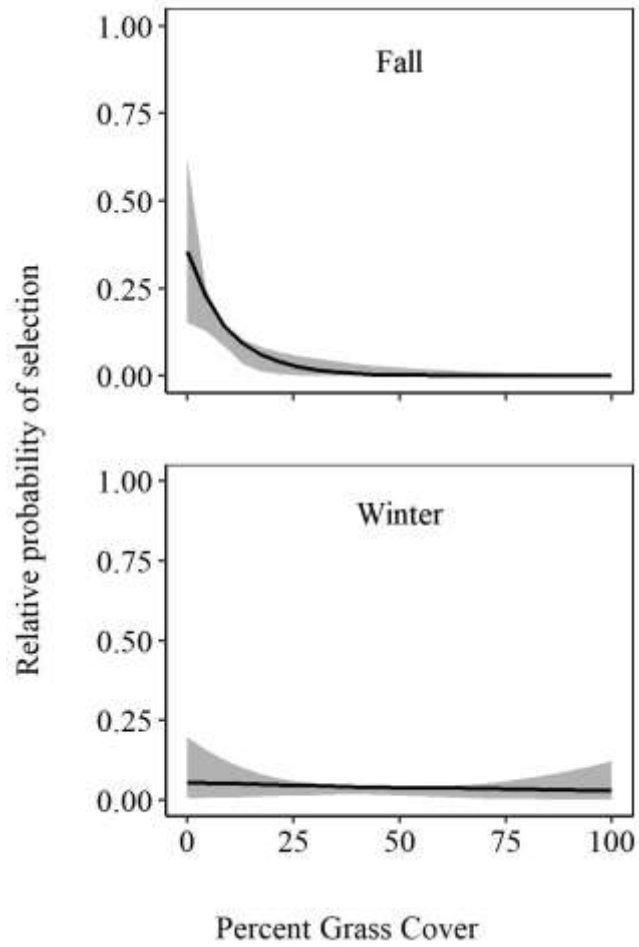 Relative probability of selection
Fall
1.00
0.75
0.50
0.25
0.00
Winter
1.00
0.75
0.50
0.25
0.00
0 25 50 75 100
Percent Grass Cover